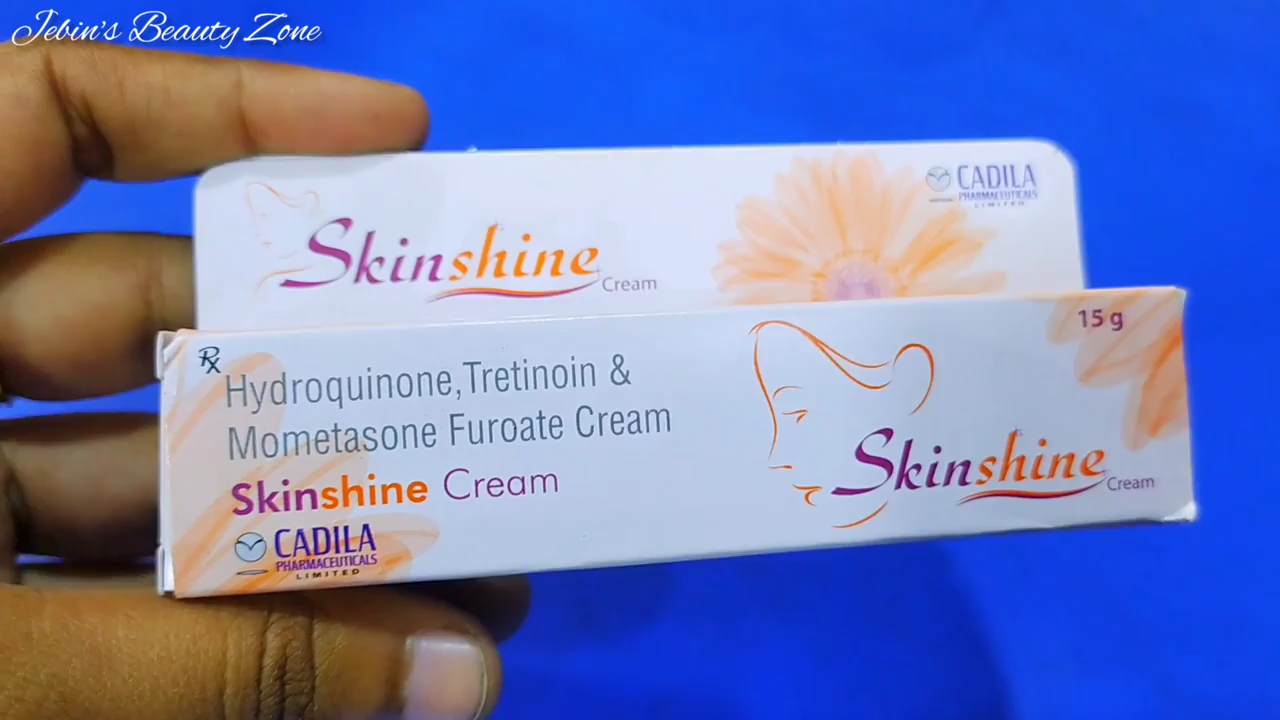 Jebin's Beauty Zone
Skinshine
Cream
CADILA
PHARMACEUTICALS
LIMITED
Rx
Hydroquinone, Tretinoin &
Mometasone Furoate Cream
Skinshine Cream
CADILA
PHARMACEUTICALS
LIMITED
15 g
Skinshine
Cream